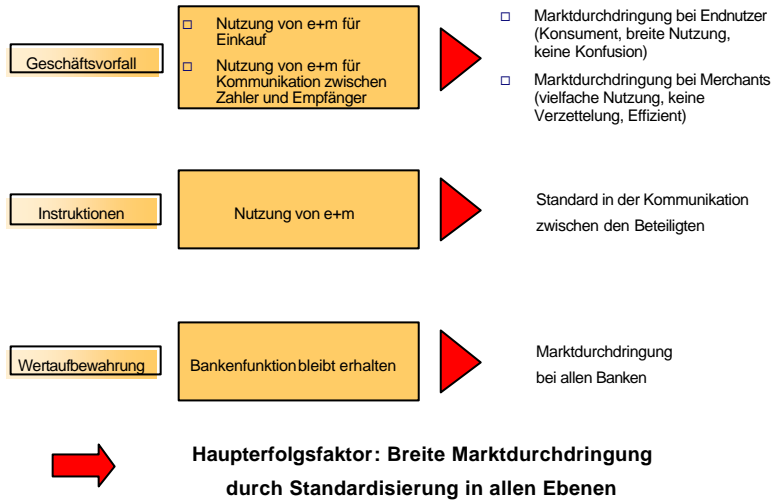 Geschäftsvorfall
□ Nutzung von e+m für
Einkauf
□ Nutzung von e+m für
Kommunikation zwischen
Zahler und Empfänger
□ Marktdurchdringung bei Endnutzer
(Konsument, breite Nutzung,
keine Konfusion)
□ Marktdurchdringung bei Merchants
(vielfache Nutzung, keine
Verzettelung, Effizient)
Instruktionen
Nutzung von e+m
Standard in der Kommunikation
zwischen den Beteiligten
Wertaufbewahrung
Bankenfunktion bleibt erhalten
Marktdurchdringung
bei allen Banken
Haupterfolgsfaktor: Breite Marktdurchdringung
durch Standardisierung in allen Ebenen